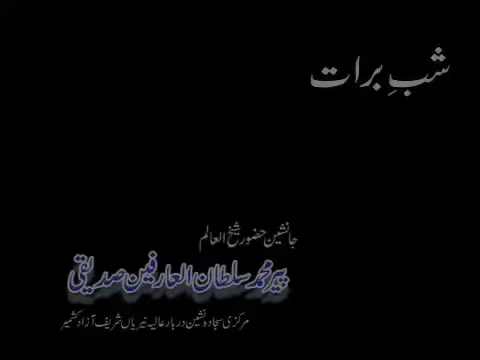 شبِ برات
جانشین حضور شیخ العالم
پیر محمد سلطان العارفین صدیقی
مرکزی سجادہ نشین دربار عالیہ نیریاں شریف آزاد کشمیر